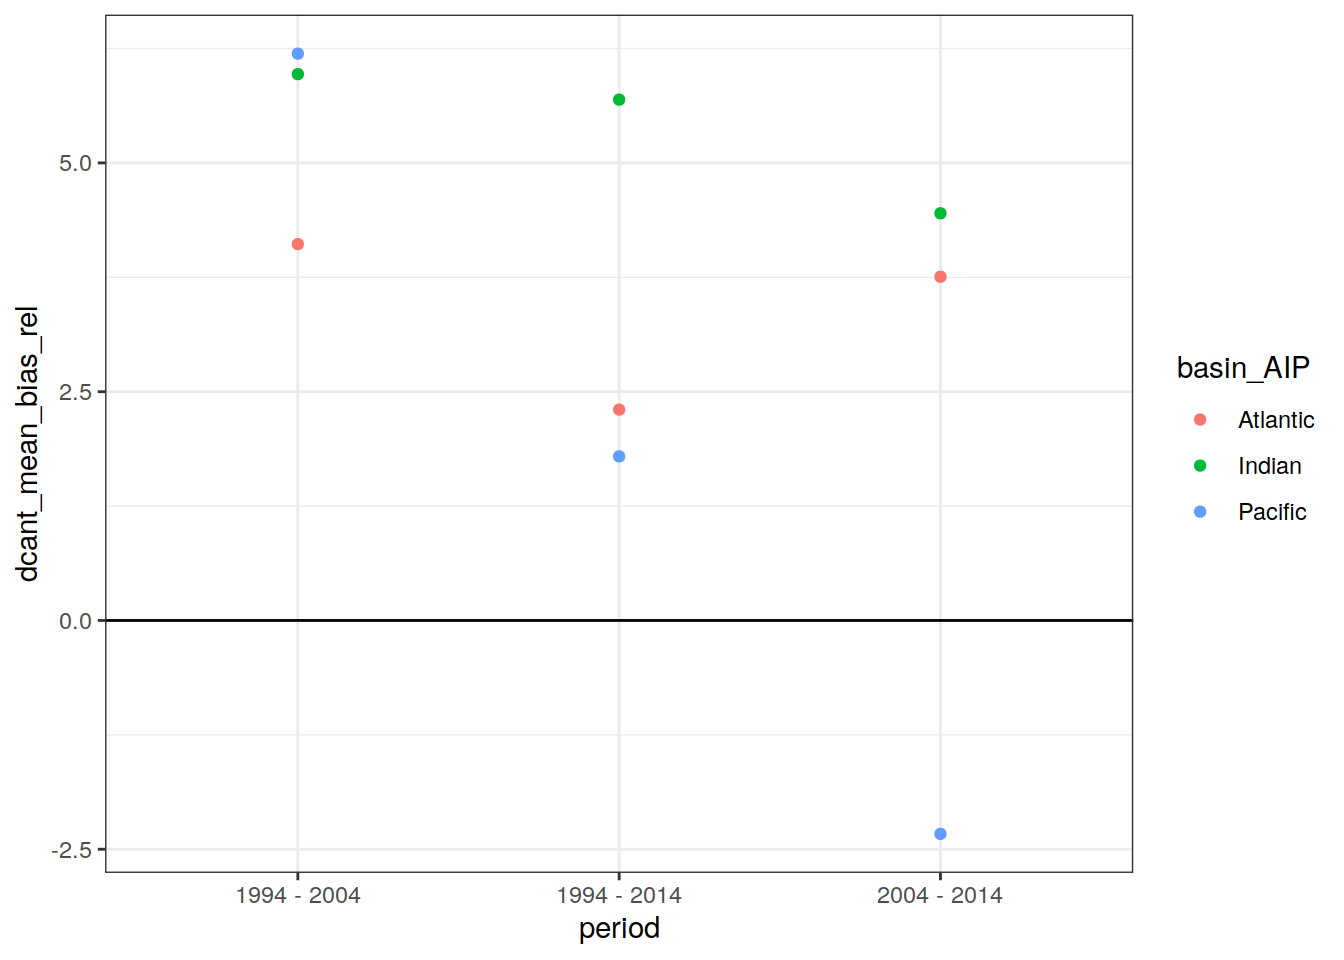 dcant_mean_bias_rel
5.0
2.5
0.0
-2.5
1994 - 2004
1994 - 2014
2004 - 2014
period
basin_AIP
Atlantic
Indian
Pacific